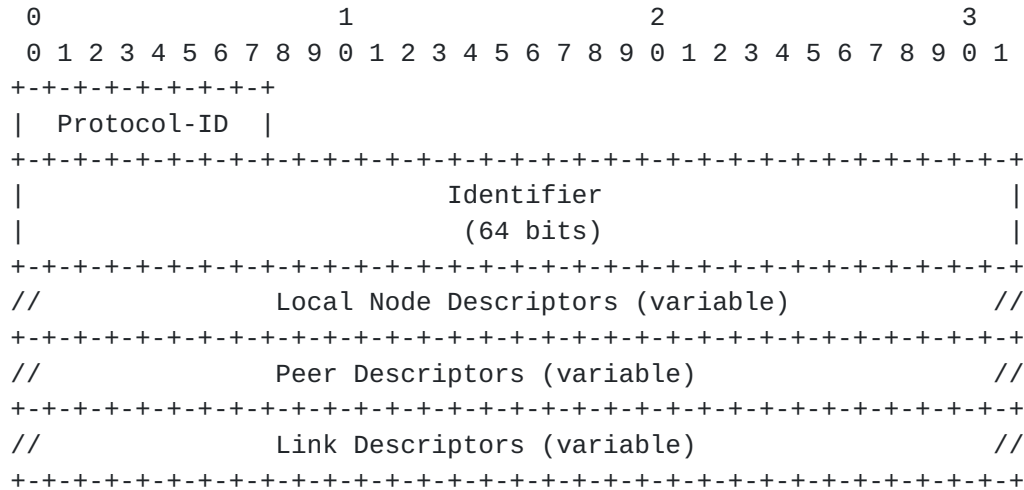 0                   1                   2                   3
 0 1 2 3 4 5 6 7 8 9 0 1 2 3 4 5 6 7 8 9 0 1 2 3 4 5 6 7 8 9 0 1
+-+-+-+-+-+-+-+-+
|  Protocol-ID  |
+-+-+-+-+-+-+-+-+-+-+-+-+-+-+-+-+-+-+-+-+-+-+-+-+-+-+-+-+-+-+-+-+
|                           Identifier                          |
|                            (64 bits)                          |
+-+-+-+-+-+-+-+-+-+-+-+-+-+-+-+-+-+-+-+-+-+-+-+-+-+-+-+-+-+-+-+-+
//               Local Node Descriptors (variable)             //
+-+-+-+-+-+-+-+-+-+-+-+-+-+-+-+-+-+-+-+-+-+-+-+-+-+-+-+-+-+-+-+-+
//               Peer Descriptors (variable)                   //
+-+-+-+-+-+-+-+-+-+-+-+-+-+-+-+-+-+-+-+-+-+-+-+-+-+-+-+-+-+-+-+-+
//               Link Descriptors (variable)                   //
+-+-+-+-+-+-+-+-+-+-+-+-+-+-+-+-+-+-+-+-+-+-+-+-+-+-+-+-+-+-+-+-+